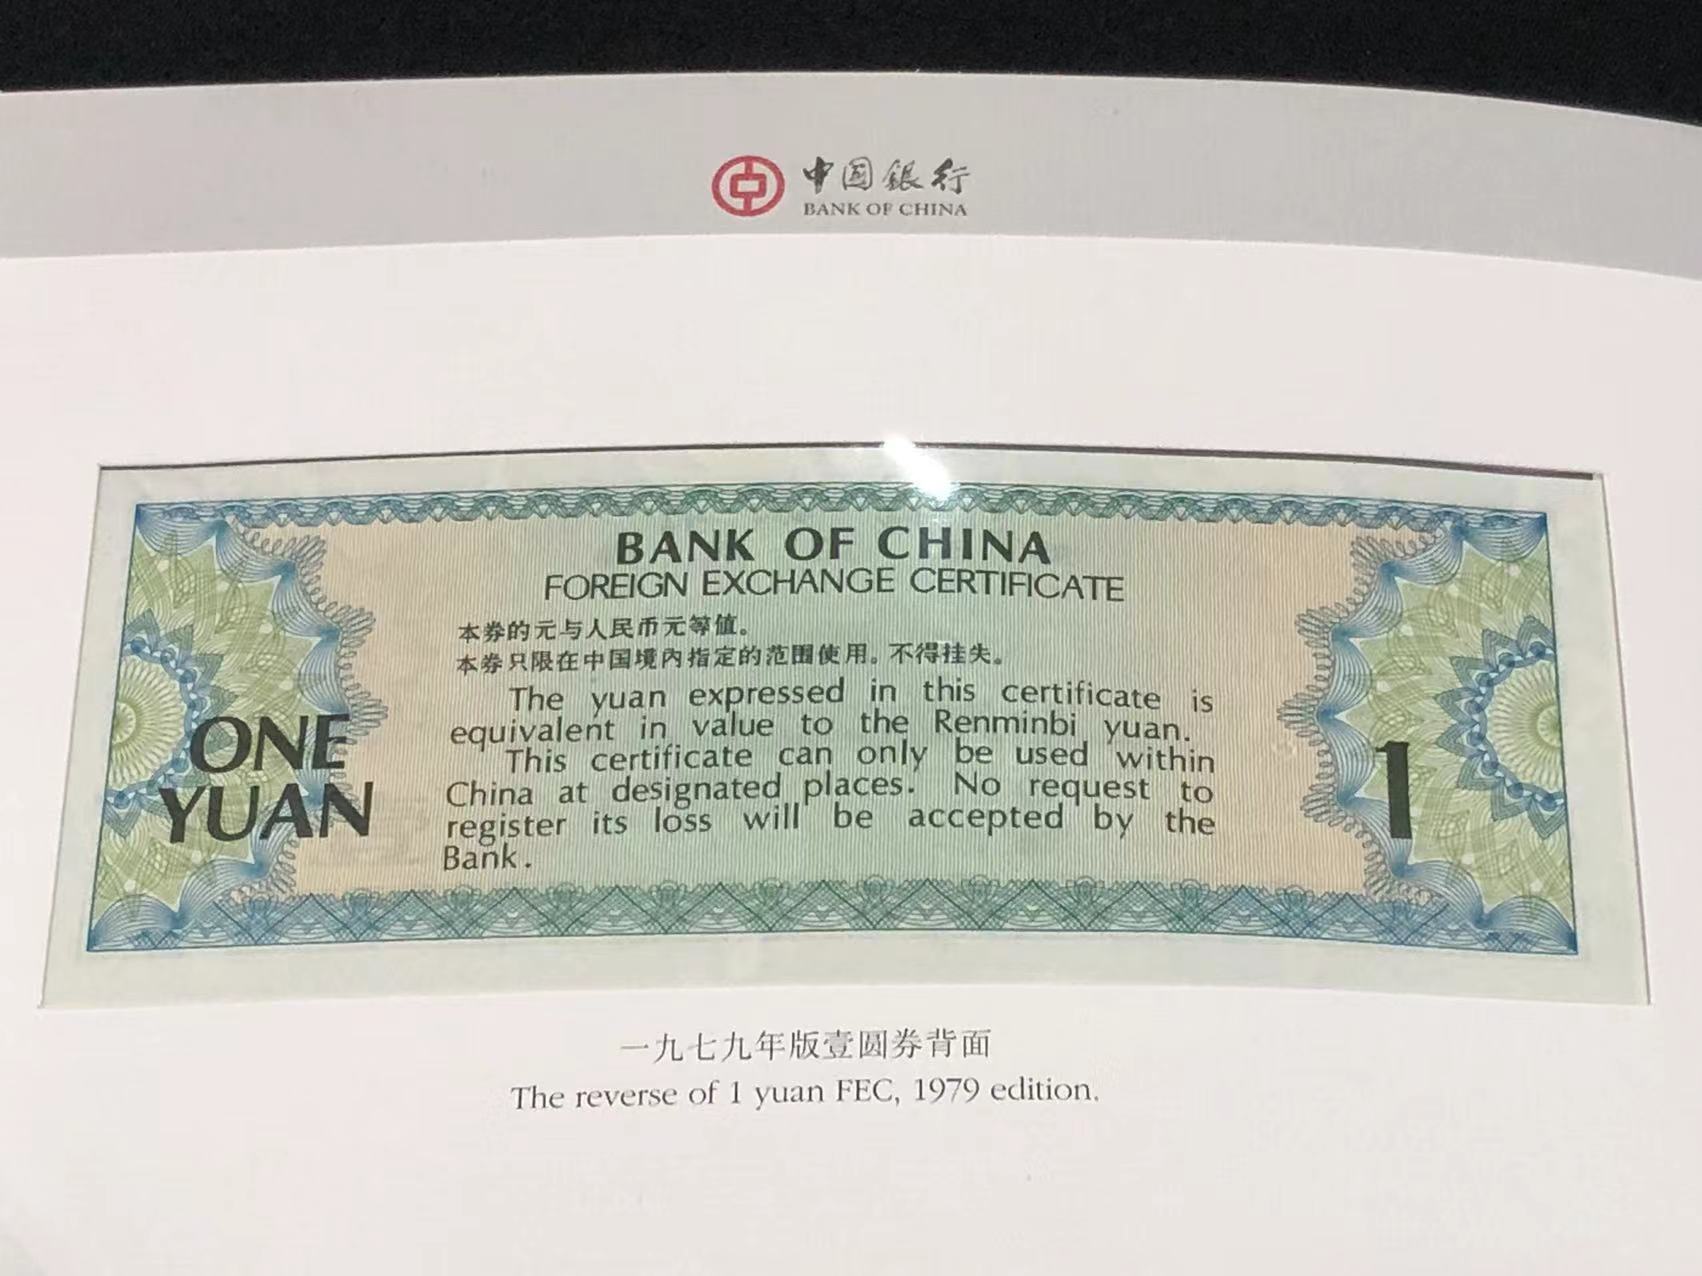 中国银行
BANK OF CHINA
BANK OF CHINA
FOREIGN EXCHANGE CERTIFICATE
本券的元与人民币元等值。
本券只限在中国境内指定的范围使用。不得挂失。
The yuan expressed in this certificate is
equivalent in value to the Renminbi yuan.
This certificate can only be used within
China at designated places. No request to
register its loss will be accepted by the
Bank.
ONE
YUAN
1
一九七九年版壹圆券背面
The reverse of 1 yuan FEC, 1979 edition.